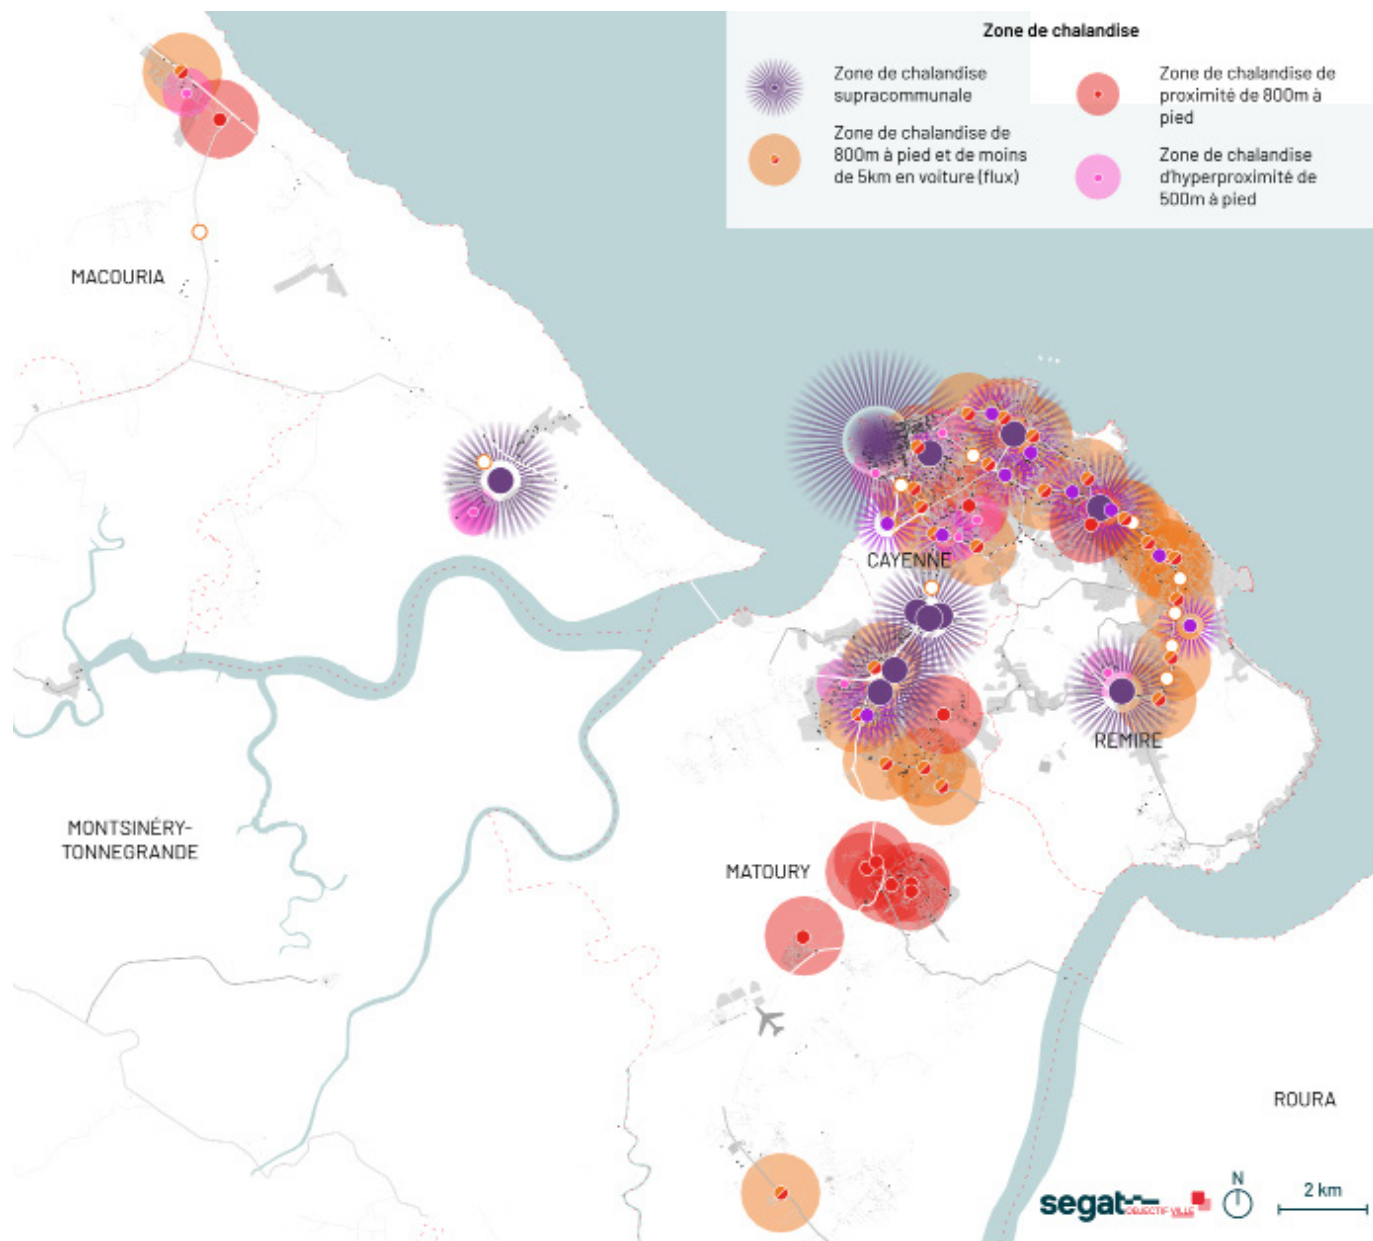 Zone de chalandise
Zone de chalandise
supracommunale
Zone de chalandise de
800m à pied et de moins
de 5km en voiture (flux)
Zone de chalandise de
proximité de 800m à
pied
Zone de chalandise
d'hyperproximité de
500m à pied
MACOURIA
CAYENNE
REMIRE
MONTSINÉRY-
TONNEGRANDE
MATOURY
ROURA
segat
OBJECTIF VILLE
N
2 km